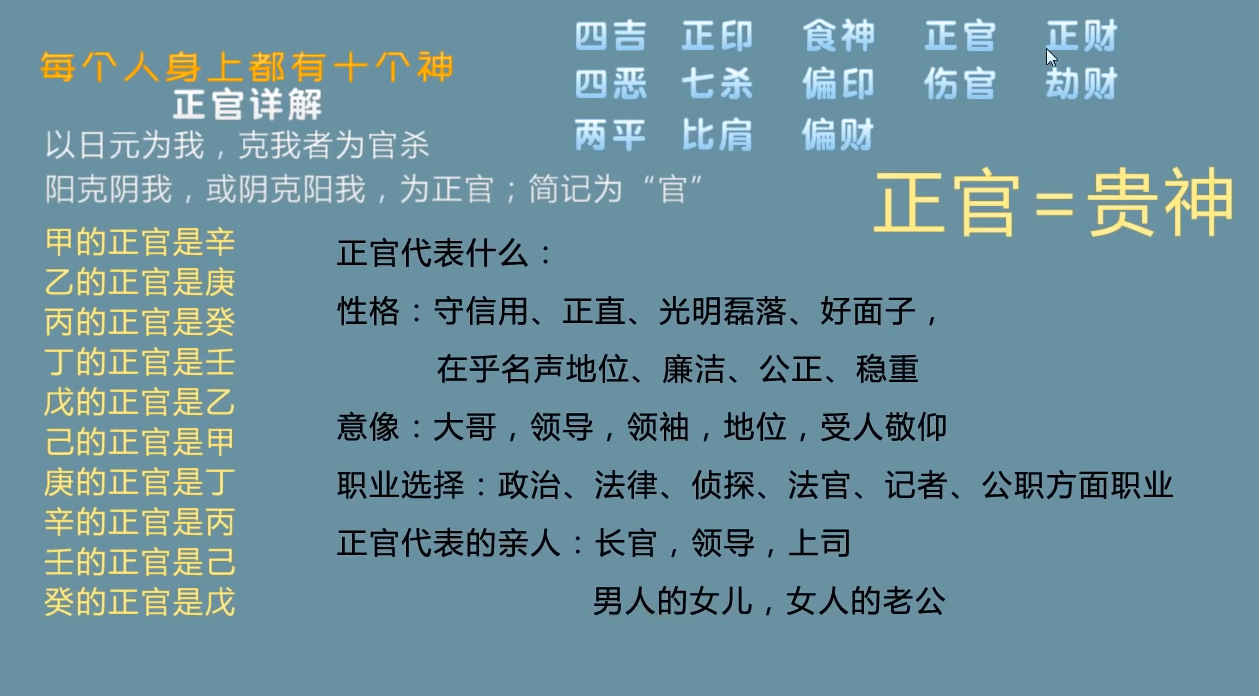 每个人身上都有十个神
正官详解
四吉 正印 食神 正官 正财
四恶 七杀 偏印 伤官 劫财
两平 比肩 偏财
以日元为我，克我者为官杀
阳克阴我，或阴克阳我，为正官；简记为“官”
正官=贵神
甲的正官是辛
乙的正官是庚
丙的正官是癸
丁的正官是壬
戊的正官是乙
己的正官是甲
庚的正官是丁
辛的正官是丙
壬的正官是己
癸的正官是戊
正官代表什么：
性格：守信用、正直、光明磊落、好面子，
在乎名声地位、廉洁、公正、稳重
意像：大哥，领导，领袖，地位，受人敬仰
职业选择：政治、法律、侦探、法官、记者、公职方面职业
正官代表的亲人：长官，领导，上司
男人的女儿，女人的老公